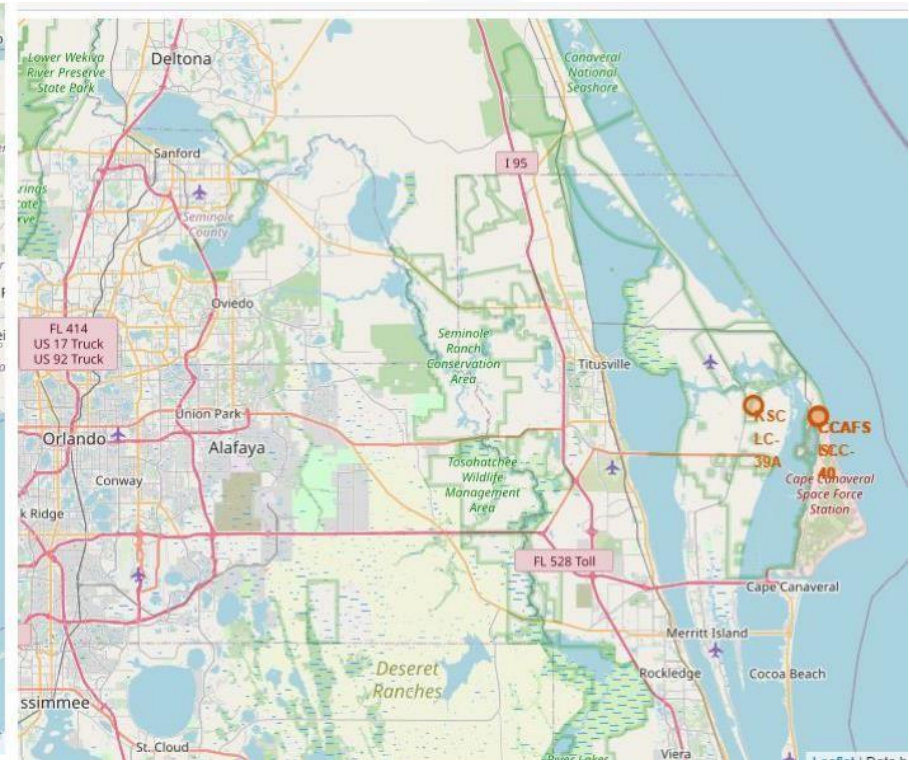 Lower Wekiva
River Preserve
State Park
Deltona
Canaveral
National
Seashore
Sanford
I 95
Seminole
County
Oviedo
FL 414
US 17 Truck
US 92 Truck
Seminole
Ranch
Conservation
Area
Titusville
Union Park
KSC
LC-
39A
CCAFS
40
Orlando
Alafaya
Tosohatchee
Wildlife
Management
Area
Cape Canaveral
Space Force
Station
Conway
k Ridge
FL 528 Toll
Cape Canaveral
Merritt Island
Deseret
Ranches
Rockledge
Cocoa Beach
ssimmee
St. Cloud
Viera
River Lakes